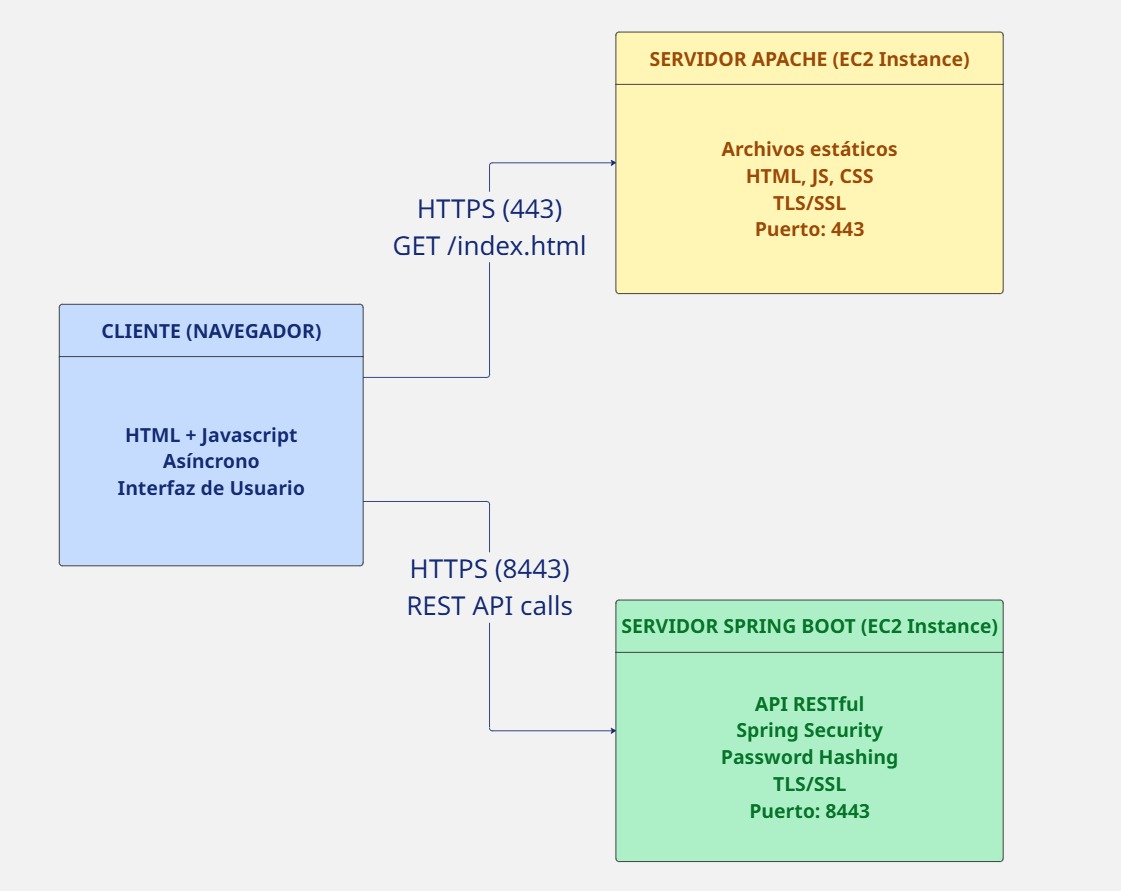 SERVIDOR APACHE (EC2 Instance)
Archivos estáticos
HTML, JS, CSS
TLS/SSL
Puerto: 443
HTTPS (443)
GET /index.html
CLIENTE (NAVEGADOR)
HTML + Javascript
Asíncrono
Interfaz de Usuario
HTTPS (8443)
REST API calls
SERVIDOR SPRING BOOT (EC2 Instance)
API RESTful
Spring Security
Password Hashing
TLS/SSL
Puerto: 8443